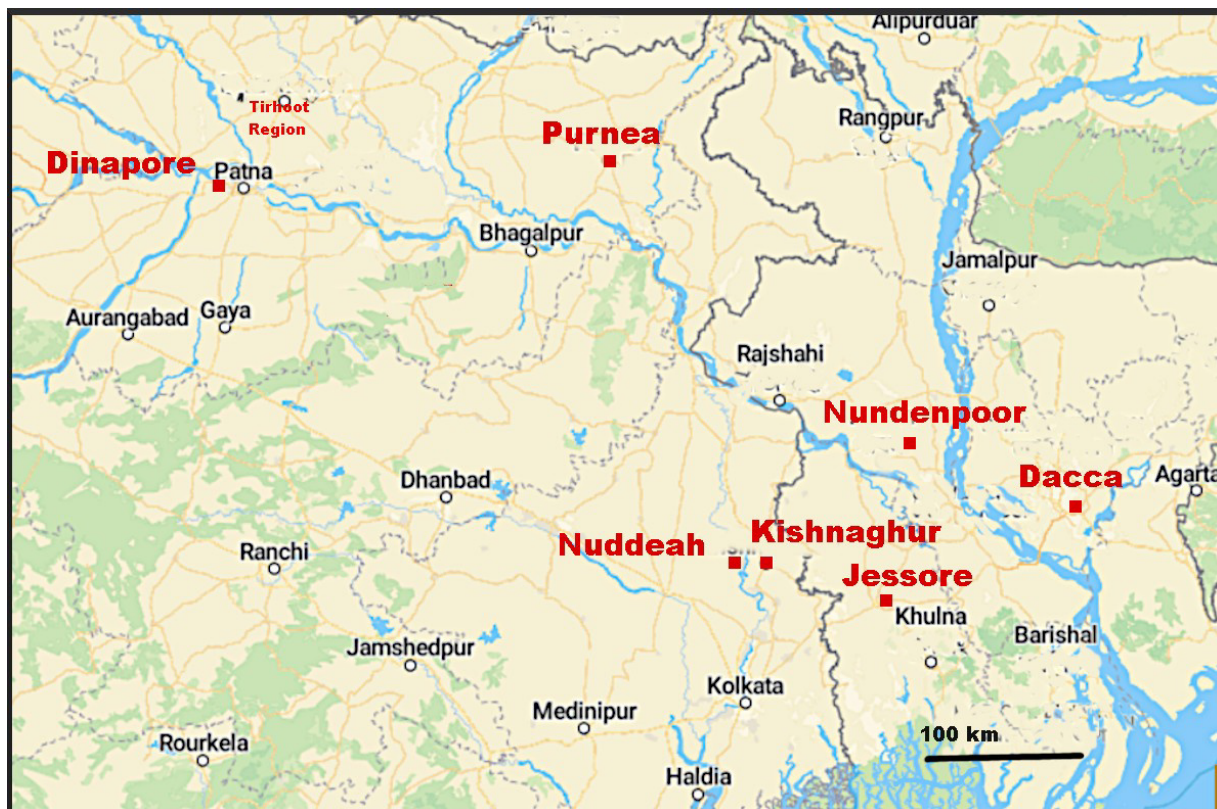 Alipurduar
Tirhoot
Region
Rangpur
Purnea
Dinapore
Patna
Bhagalpur
Jamalpur
Aurangabad
Gaya
Rajshahi
Nundenpoor
Dhanbad
Dacca
Agarta
Nuddeah
Kishnaghur
Ranchi
Jessore
Khulna
Barishal
Jamshedpur
Kolkata
Medinipur
100 km
Rourkela
Haldia